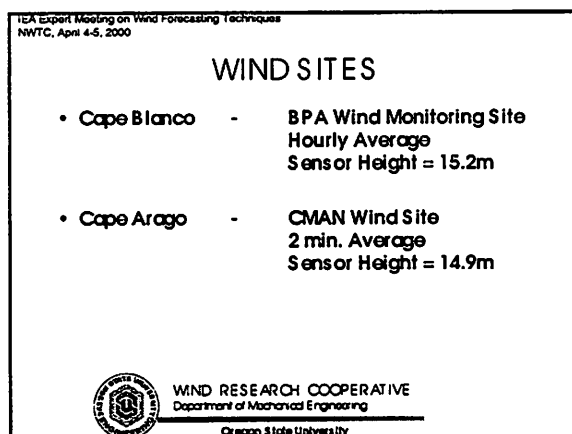 IEA Expert Meeting on Wind Forecasting Techniques
NWTC, April 4-5, 2000
WIND SITES
• Cape Blanco - BPA Wind Monitoring Site
Hourly Average
Sensor Height = 15.2m
• Cape Arago - CMAN Wind Site
2 min. Average
Sensor Height = 14.9m
WIND RESEARCH COOPERATIVE
Department of Mechanical Engineering
Oregon State University